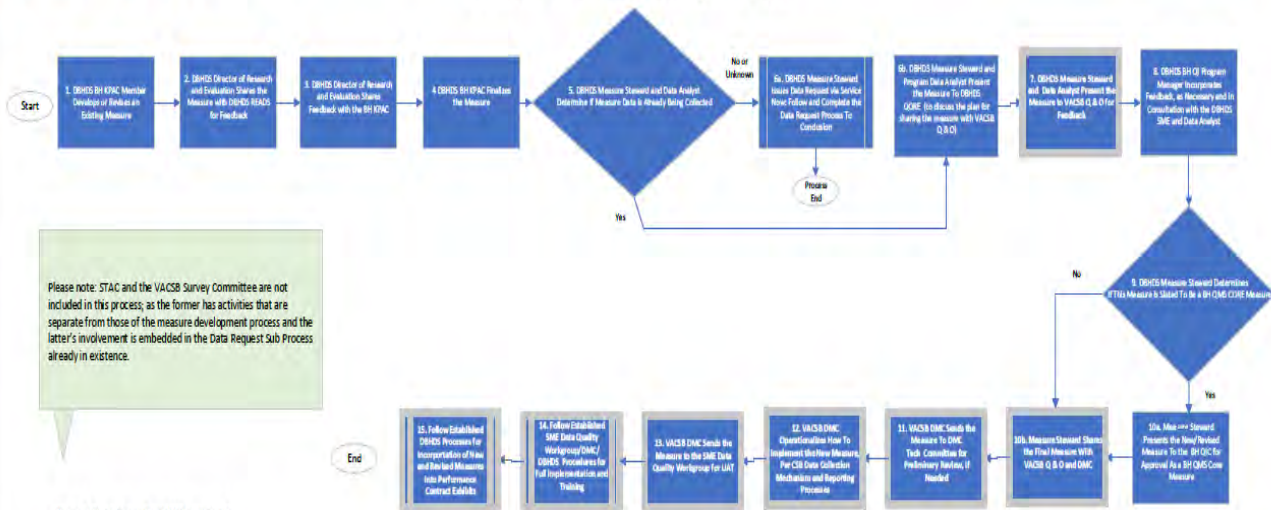 Start
1. DBHDS BH KPAC Member
Develops or Revises an
Existing Measure
2. DBHDS Director of Research
and Evaluation Shares the
Measure with DBHDS READS for
Feedback
3. DBHDS Director of Research
and Evaluation Shares
Feedback with the BH KPAC
4 DBHDS BH KPAC Finalizes
the Measure
5. DBHDS Measure Steward and Data Analyst
Determine if Measure Data is Already Being Collected
No or
Unknown
Yes
6a. DBHDS Measure Steward
Issues Data Request via Service
Now: Follow and Complete the
Data Request Process To
Conclusion
Process
End
6b. DBHDS Measure Steward and
Program Data Analyst Present
the Measure To DBHDS
QORE (to discuss the plan for
sharing the measure with VACSB
Q & O)
7. DBHDS Measure Steward
and Data Analyst Present the
Measure to VACSB Q & O for
Feedback
8. DBHDS BH QI Program
Manager Incorporates
Feedback, as Necessary and in
Consultation with the DBHDS
SME and Data Analyst
9. DBHDS Measure Steward Determines
If This Measure Is Slated To Be a BH QMS CORE Measure
No
Yes
10a. Measure Steward
Presents the New/Revised
Measure To the BH QIC for
Approval As a BH QMS Core
Measure
10b. Measure Steward Shares
the Final Measure With
VACSB Q & O and DMC
11. VACSB DMC Sends the
Measure To DMC
Tech Committee for
Preliminary Review, if
Needed
12. VACSB DMC
Operationalizes How To
Implement the New Measure,
Per CSB Data Collection
Mechanism and Reporting
Processes
13. VACSB DMC Sends the
Measure to the SME Data
Quality Workgroup for UAT
14. Follow Established
SME Data Quality
Workgroup/DMC/
DBHDS Procedures for
Full Implementation and
Training
15. Follow Established
DBHDS Processes for
Incorporation of New
and Revised Measures
Into Performance
Contract Exhibits
End
Please note: STAC and the VACSB Survey Committee are not
included in this process; as the former has activities that are
separate from those of the measure development process and the
latter's involvement is embedded in the Data Request Sub Process
already in existence.